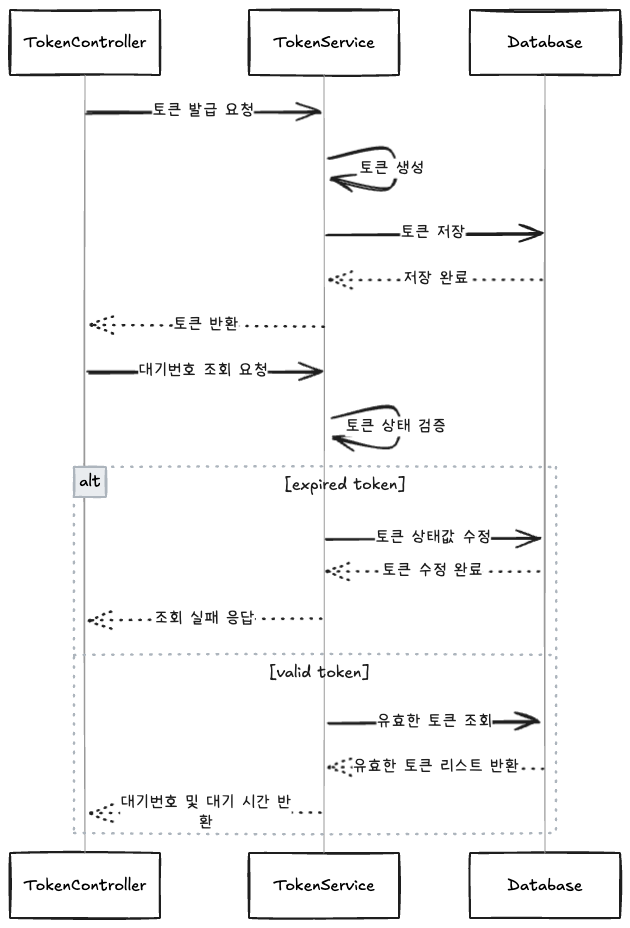 TokenController
TokenService
Database
토큰 발급 요청
토큰 생성
토큰 저장
저장 완료
토큰 반환
대기번호 조회 요청
토큰 상태 검증
alt
[expired token]
토큰 상태값 수정
토큰 수정 완료
조회 실패 응답
[valid token]
유효한 토큰 조회
유효한 토큰 리스트 반환
대기번호 및 대기 시간 반
환
TokenController
TokenService
Database